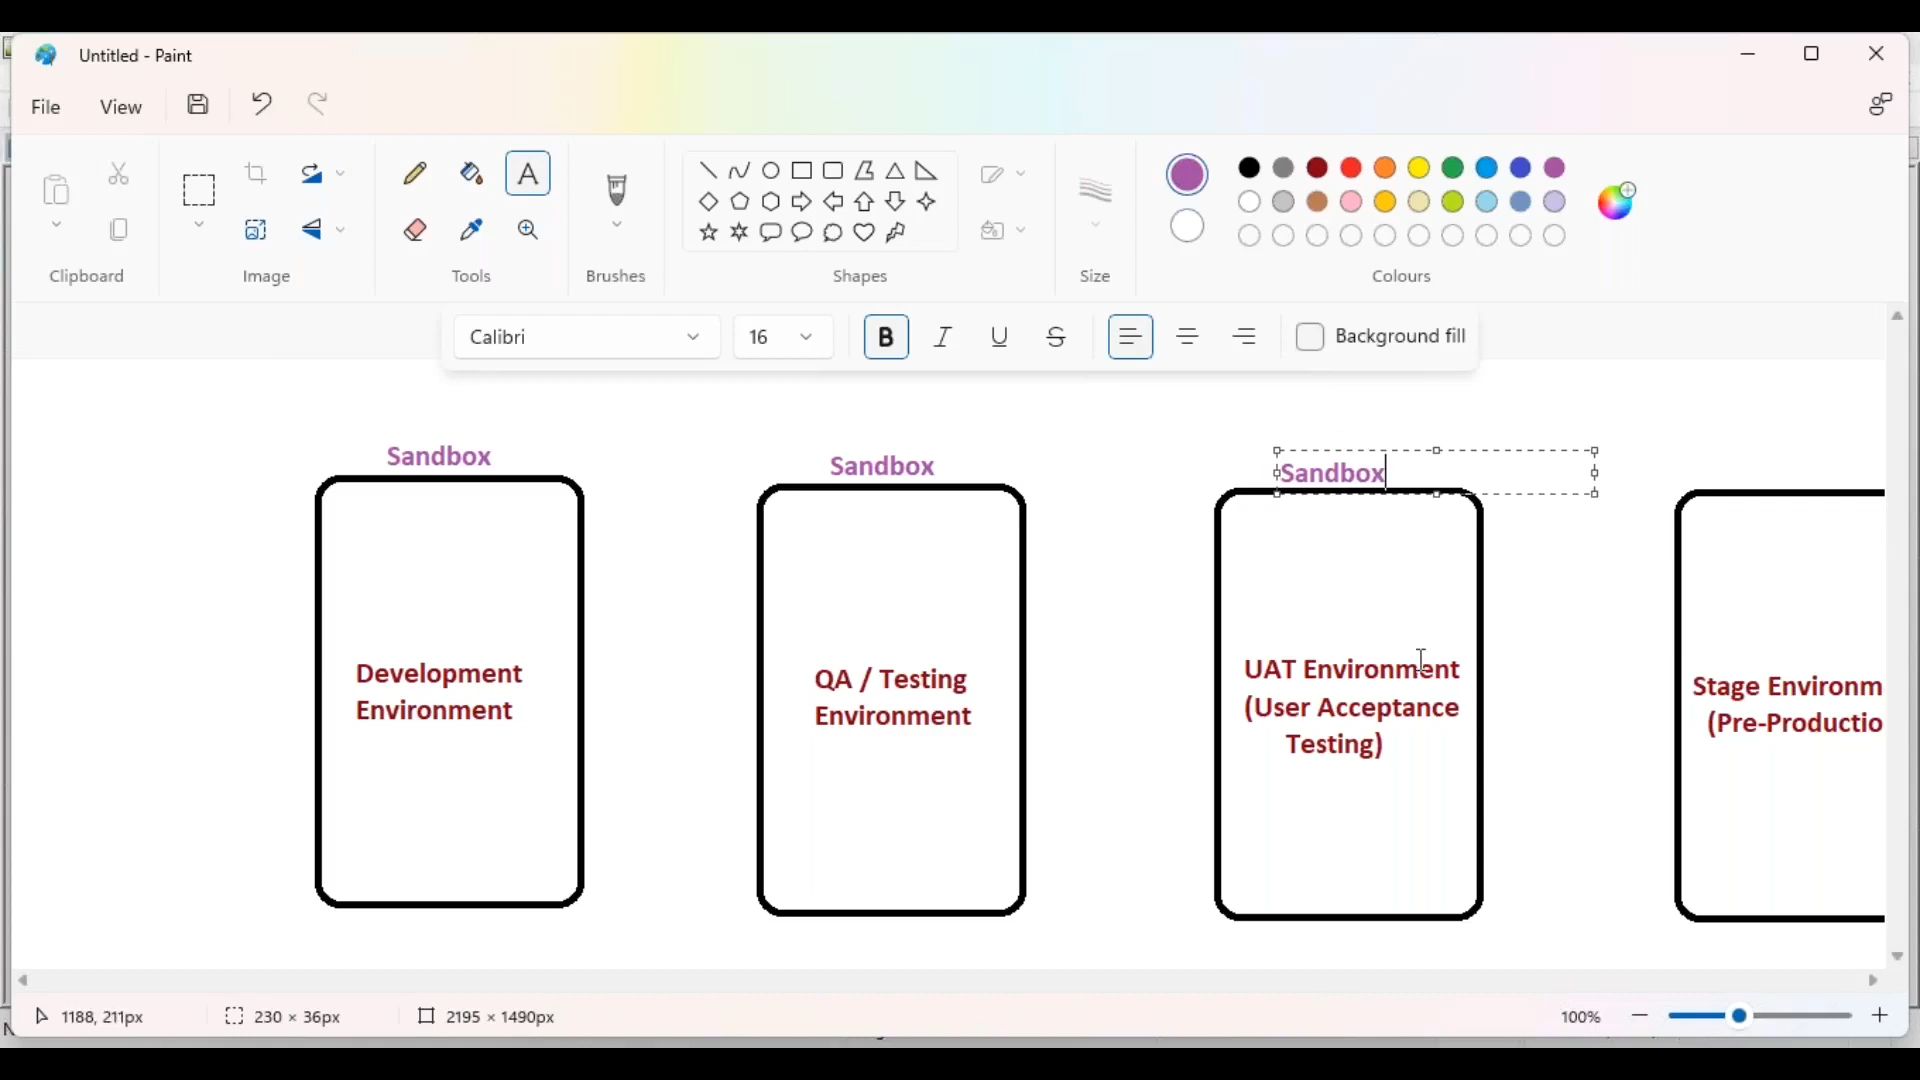 Untitled - Paint
File
View
Clipboard
Image
Tools
Brushes
Shapes
Size
Colours
Calibri
16
B
I
U
S
Background fill
Sandbox
Sandbox
Sandbox
Development
Environment
QA / Testing
Environment
UAT Environment
(User Acceptance
Testing)
Stage Environm
(Pre-Productio
1188, 211px
230 × 36px
2195 × 1490px
100%